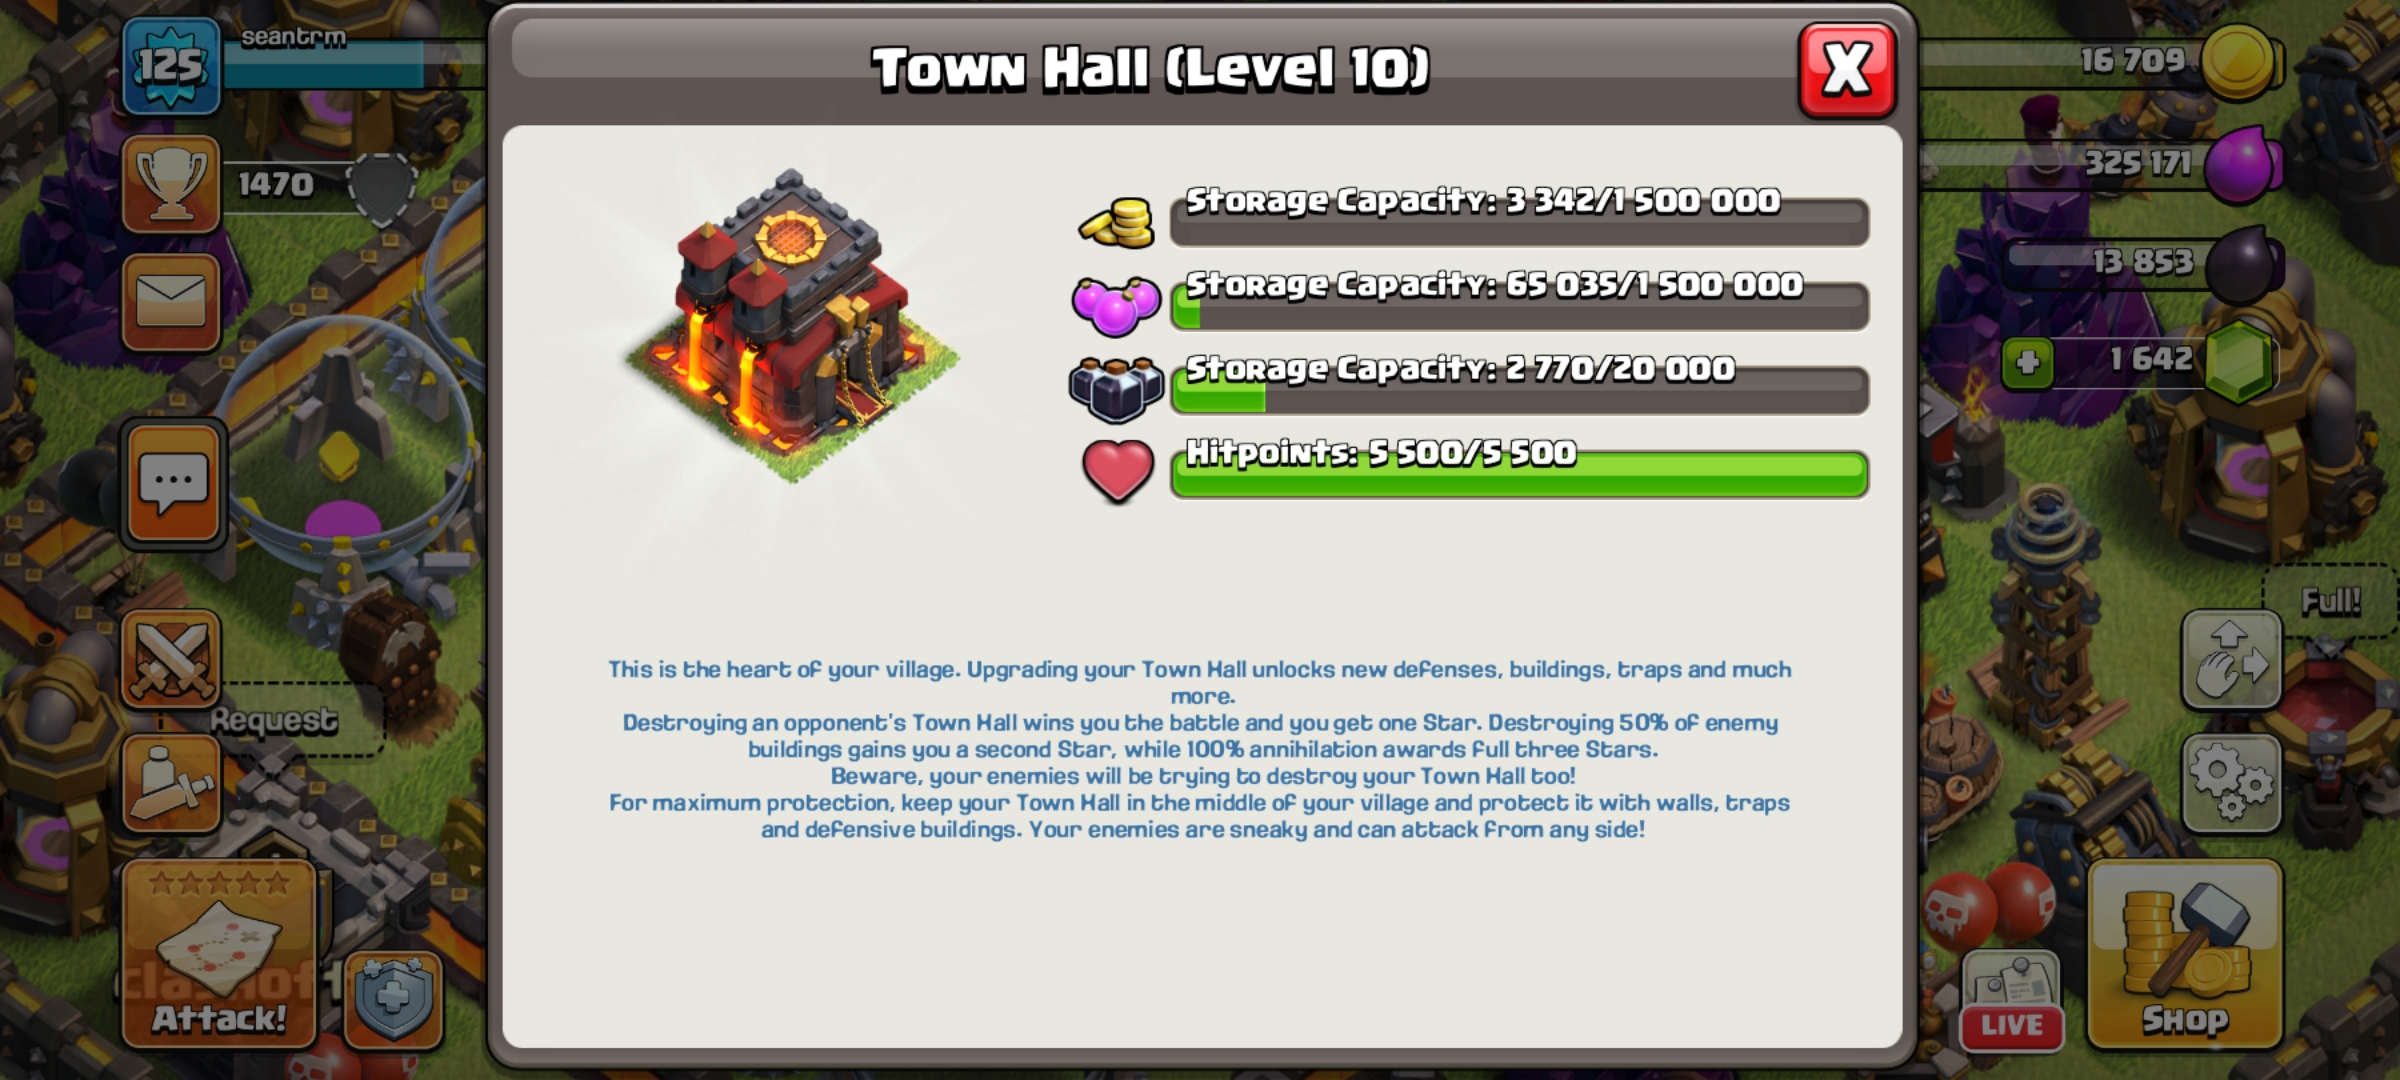 125
seantrm
Town Hall (Level 10)
X
16 709
1470
325 171
13 853
1 642
Storage Capacity: 3 342/1 500 000
Storage Capacity: 65 035/1 500 000
Storage Capacity: 2 770/20 000
Hitpoints: 5 500/5 500
Full!
Request
This is the heart of your village. Upgrading your Town Hall unlocks new defenses, buildings, traps and much
more.
Destroying an opponent's Town Hall wins you the battle and you get one Star. Destroying 50% of enemy
buildings gains you a second Star, while 100% annihilation awards full three Stars.
Beware, your enemies will be trying to destroy your Town Hall too!
For maximum protection, keep your Town Hall in the middle of your village and protect it with walls, traps
and defensive buildings. Your enemies are sneaky and can attack from any side!
Attack!
LIVE
Shop